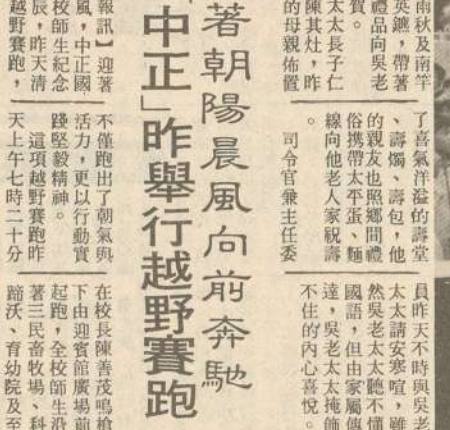 雨秋及南竿
英鐎，帶著
禮品向吳老
賀。
太太長子仁
陳其灶，昨
的母親佈置
了喜氣洋溢的壽堂
、壽燭、壽包，他
的親友也照鄉間禮
俗携帶太平蛋、麵
線向他老人家祝壽
。
司令官兼主任委
員昨天不時與吳老
太太請安寒喧，雖
然吳老太太聽不懂
國語，但由家屬傳
達，吳老太太掩飾
不住的內心喜悅。
著朝陽晨風向前奔馳
「中正」昨舉行越野賽跑
報訊】迎著
風，中正國
校師生紀念
辰，昨天清
越野賽跑，
不僅跑出了朝氣與
活力，更以行動實
踐堅毅精神。
這項越野賽跑昨
天上午七時二十分
在校長陳善茂鳴槍
下由迎賓館廣場前
起跑，全校師生沿
著三民畜牧場、科
蹄沃、育幼院及至